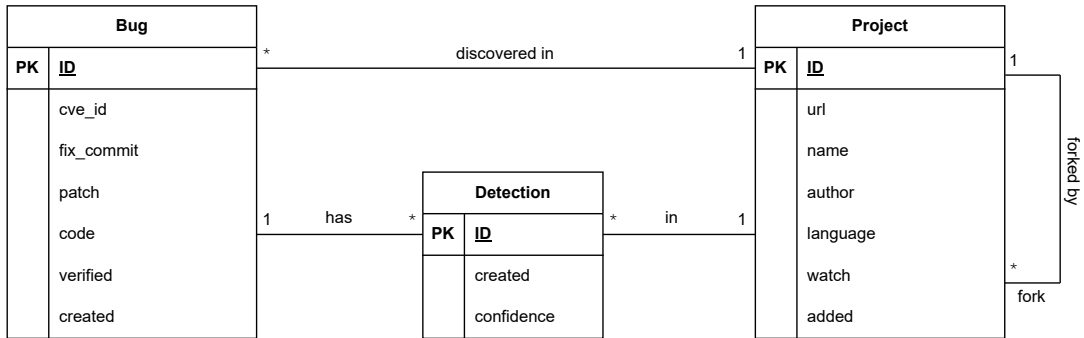 Bug
PK ID
cve_id
fix_commit
patch
code
verified
created
* discovered in 1
Project
PK ID
url
name
author
language
watch
added
1
forked by
*
fork
1 has *
Detection
PK ID
created
confidence
* in 1